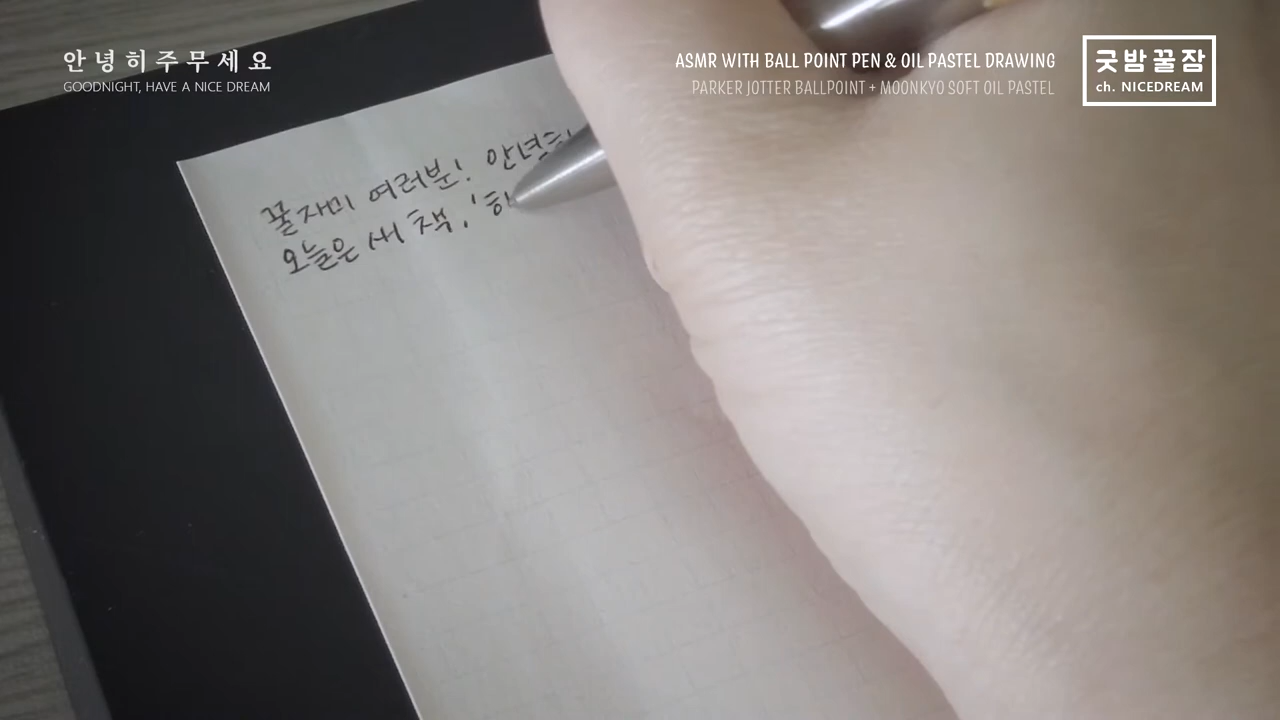 안녕히주무세요
GOODNIGHT, HAVE A NICE DREAM
ASMR WITH BALL POINT PEN & OIL PASTEL DRAWING
PARKER JOTTER BALLPOINT + MOONKYO SOFT OIL PASTEL
굿밤꿀잠
ch. NICEDREAM
꿀자미 여러분! 안녕하
오늘은 새 책, '하